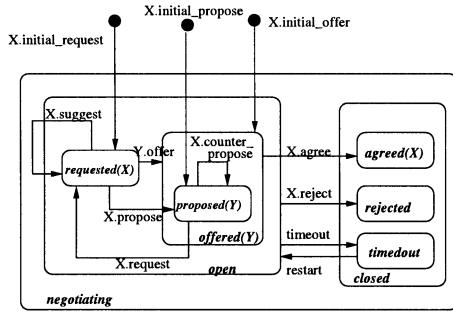 X.initial_propose
X.initial_offer
X.initial_request
X.suggest
Y.offer
X.counter_
propose
X.agree
agreed(X)
requested(X)
X.propose
proposed(Y)
X.reject
rejected
offered(Y)
timeout
timedout
X.request
open
restart
closed
negotiating